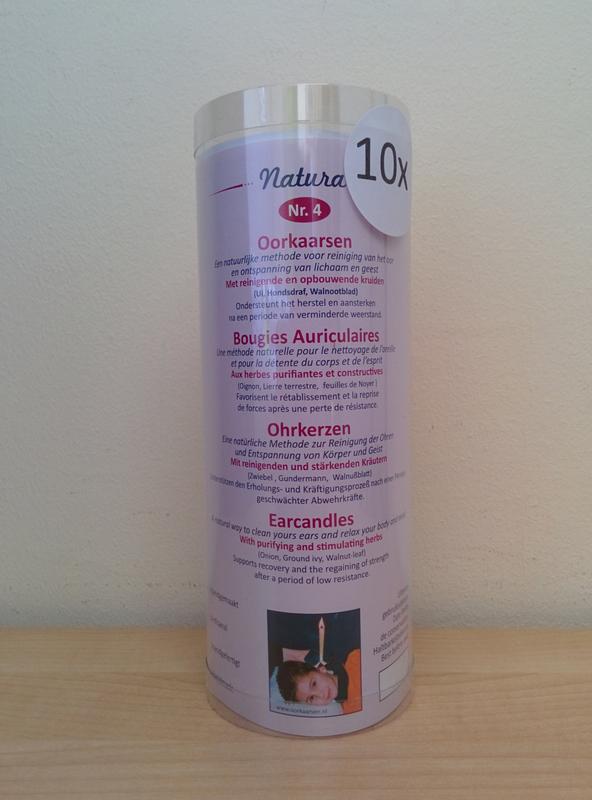 Natura
10x
Nr. 4
Oorkaarsen
Een natuurlijke methode voor reiniging van het oor
en ontspanning van lichaam en geest
Met reinigende en opbouwende kruiden
(Ui, Hondsdraf, Walnootblad)
Ondersteunt het herstel en aansterken
na een periode van verminderde weerstand.
Bougies Auriculaires
Une méthode naturelle pour le nettoyage de l'oreille
et pour la détente du corps et de l'esprit
Aux herbes purifiantes et constructives
(Oignon, Lierre terrestre, feuilles de Noyer )
Favorisent le rétablissement et la reprise
de forces après une perte de résistance.
Ohrkerzen
Eine natürliche Methode zur Reinigung der Ohren
und Entspannung von Körper und Geist
Mit reinigenden und stärkenden Kräutern
(Zwiebel , Gundermann, Walnußblatt)
den Erholungs- und Kräftigungsprozeß nach einer
geschwächter Abwehrkräfte.
Earcandles
A natural way to clean yours ears and relax your body and
With purifying and stimulating herbs
(Onion, Ground ivy, Walnut-leaf)
Supports recovery and the regaining of strength
after a period of low resistance.
www.oorkaarsen.nl